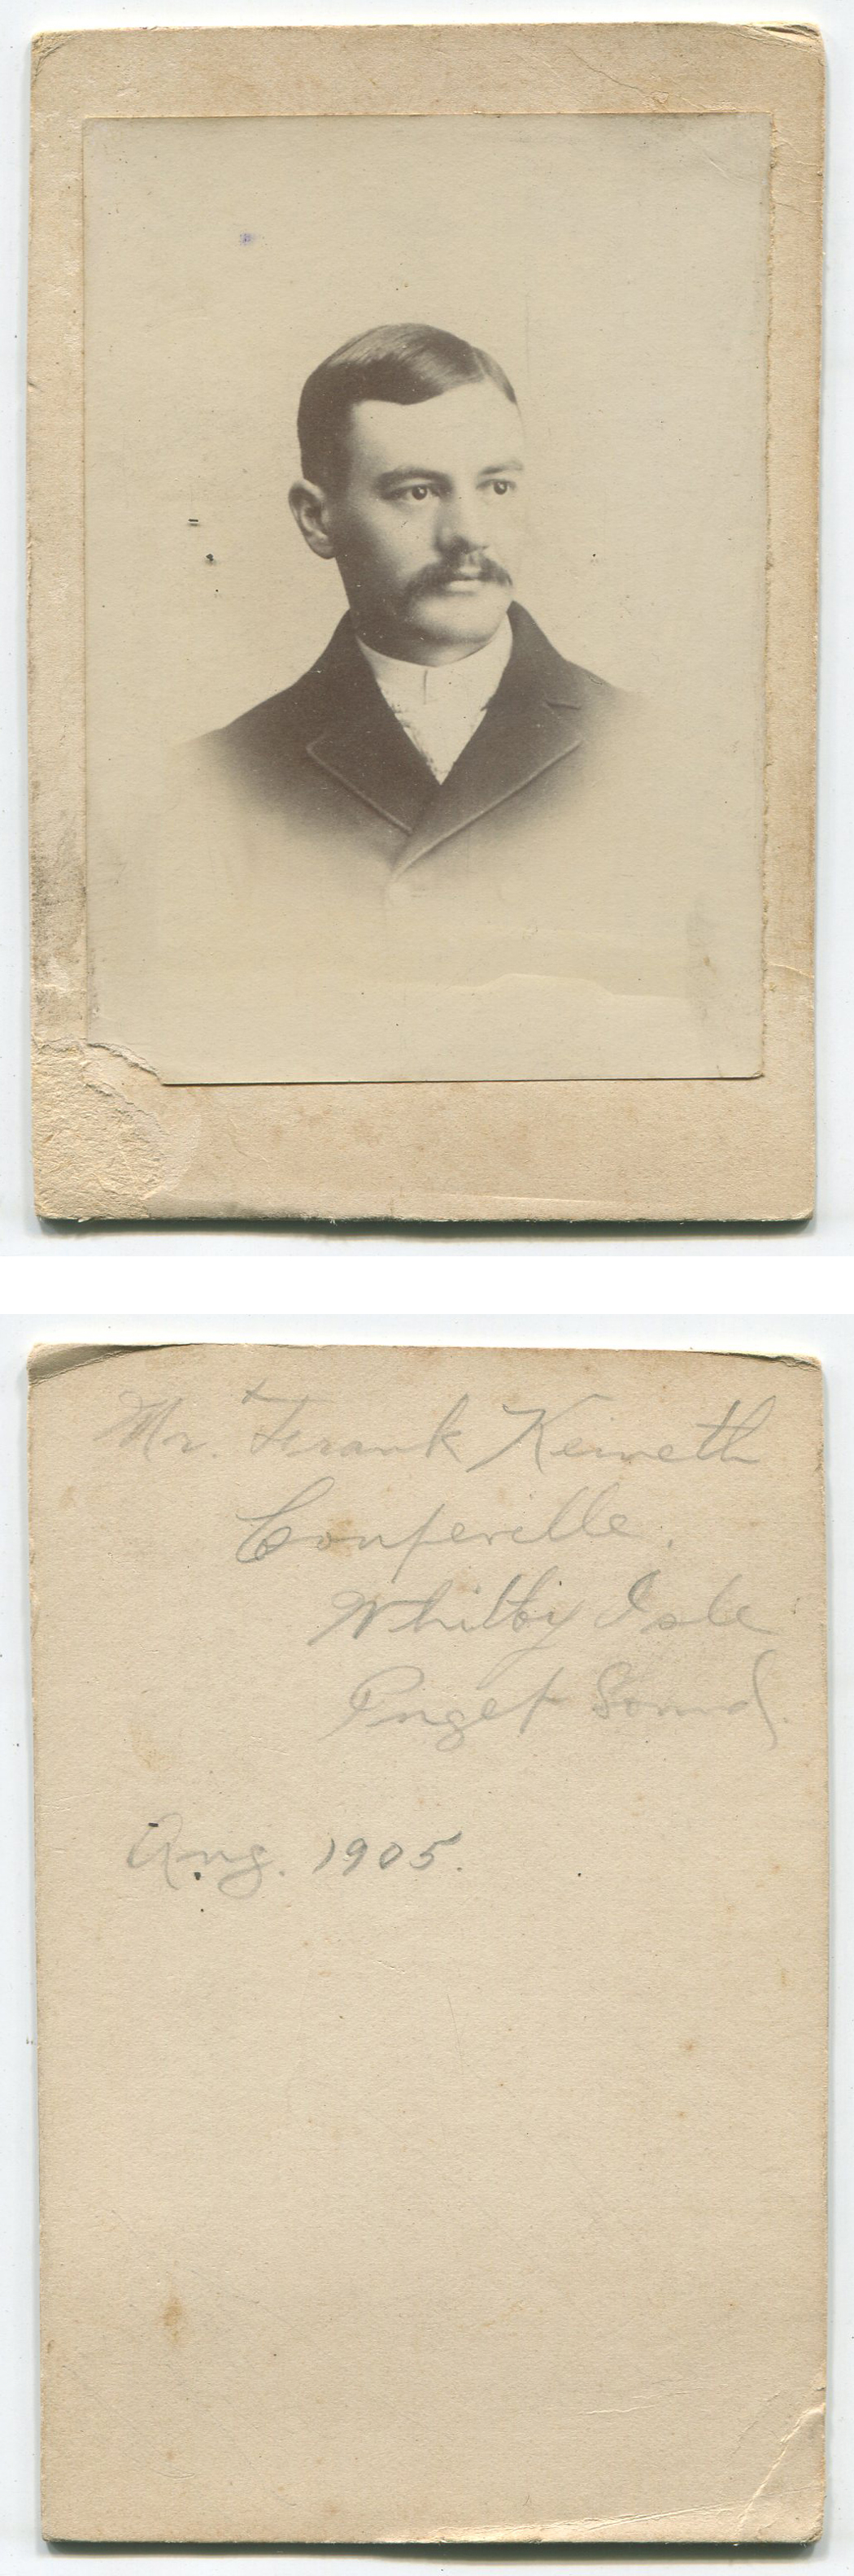 Mr. Frank Kenneth
Coupeville.
Whitby Isle
Puget Sound.
Aug. 1905.